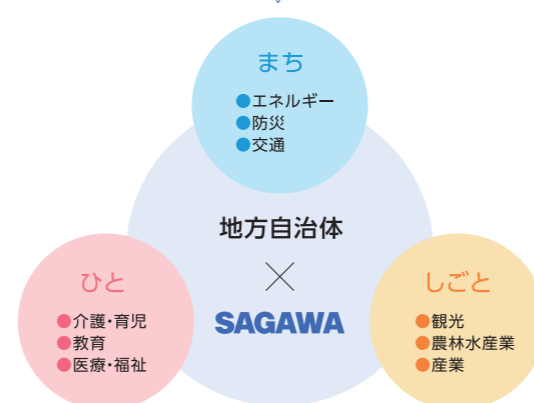 まち
●エネルギー
●防災
●交通
地方自治体
×
SAGAWA
ひと
●介護・育児
●教育
●医療・福祉
しごと
●観光
●農林水産業
●産業